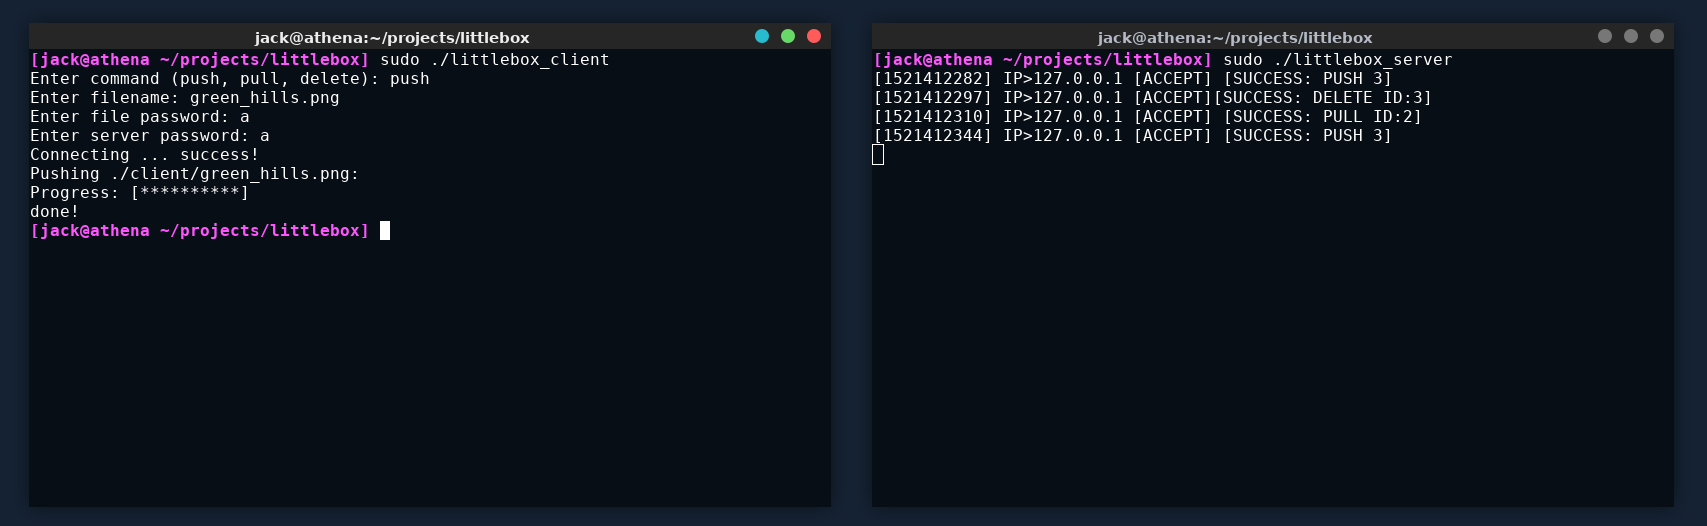 jack@athena:~/projects/littlebox
[jack@athena ~/projects/littlebox] sudo ./littlebox_client
Enter command (push, pull, delete): push
Enter filename: green_hills.png
Enter file password: a
Enter server password: a
Connecting ... success!
Pushing ./client/green_hills.png:
Progress: [**********]
done!
[jack@athena ~/projects/littlebox]
jack@athena:~/projects/littlebox
[jack@athena ~/projects/littlebox] sudo ./littlebox_server
[1521412282] IP>127.0.0.1 [ACCEPT] [SUCCESS: PUSH 3]
[1521412297] IP>127.0.0.1 [ACCEPT][SUCCESS: DELETE ID:3]
[1521412310] IP>127.0.0.1 [ACCEPT] [SUCCESS: PULL ID:2]
[1521412344] IP>127.0.0.1 [ACCEPT] [SUCCESS: PUSH 3]